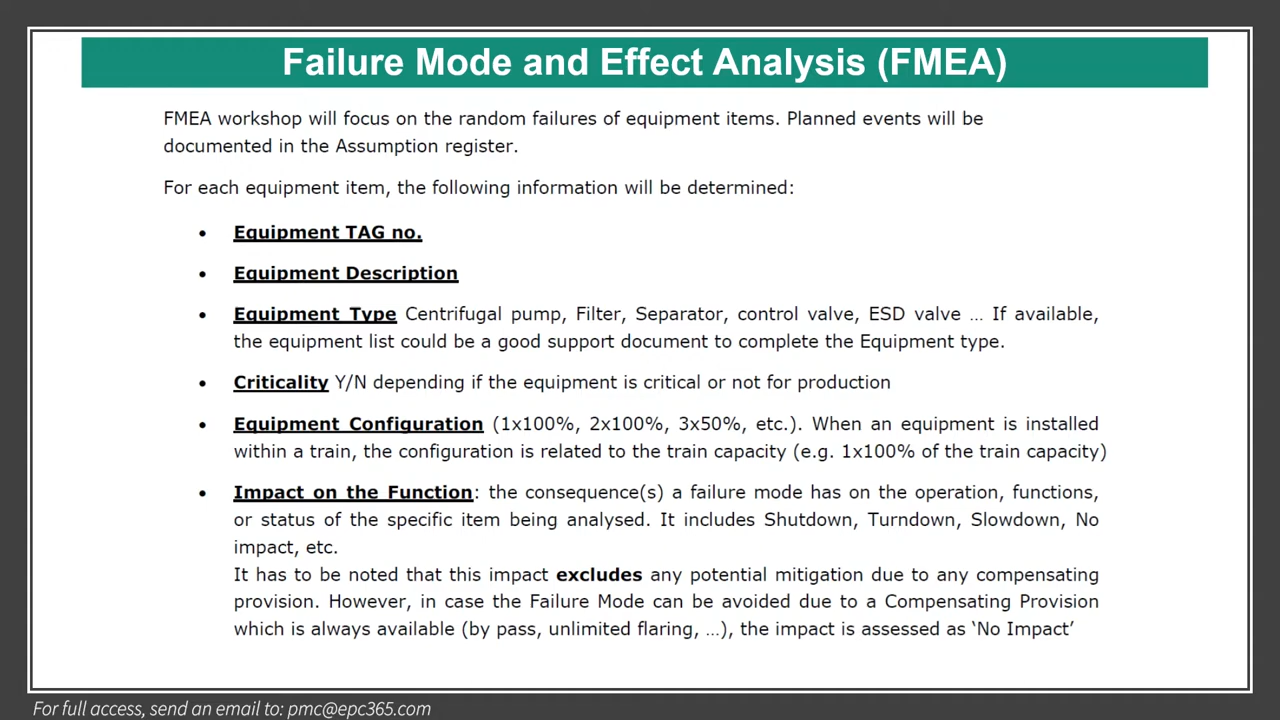 Failure Mode and Effect Analysis (FMEA)
FMEA workshop will focus on the random failures of equipment items. Planned events will be
documented in the Assumption register.
For each equipment item, the following information will be determined:
• Equipment TAG no.
• Equipment Description
• Equipment Type Centrifugal pump, Filter, Separator, control valve, ESD valve … If available,
the equipment list could be a good support document to complete the Equipment type.
• Criticality Y/N depending if the equipment is critical or not for production
• Equipment Configuration (1x100%, 2x100%, 3x50%, etc.). When an equipment is installed
within a train, the configuration is related to the train capacity (e.g. 1x100% of the train capacity)
• Impact on the Function: the consequence(s) a failure mode has on the operation, functions,
or status of the specific item being analysed. It includes Shutdown, Turndown, Slowdown, No
impact, etc.
It has to be noted that this impact excludes any potential mitigation due to any compensating
provision. However, in case the Failure Mode can be avoided due to a Compensating Provision
which is always available (by pass, unlimited flaring, …), the impact is assessed as ‘No Impact’
For full access, send an email to: pmc@epc365.com